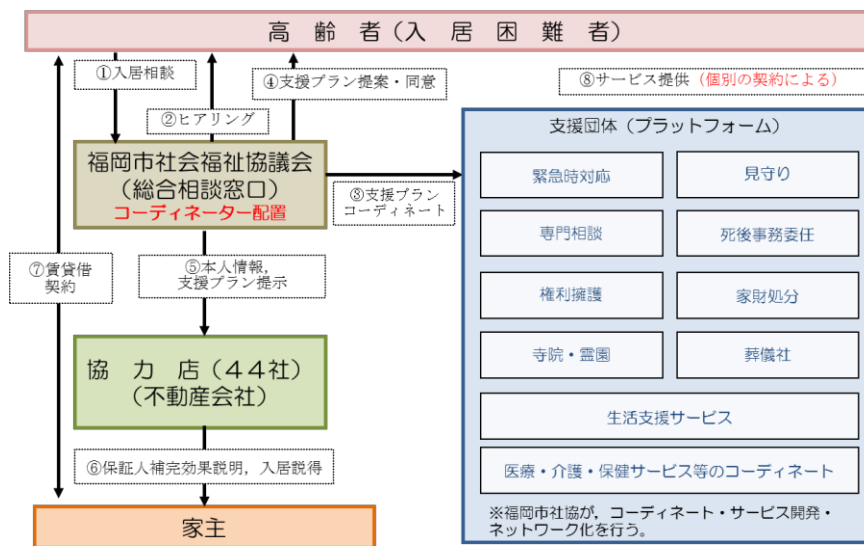 高 齢 者（入 居 困 難 者）
①入居相談
②ヒアリング
④支援プラン提案・同意
⑧サービス提供（個別の契約による）
福岡市社会福祉協議会
（総合相談窓口）
コーディネーター配置
③支援プラン
コーディネート
⑦賃貸借
契約
⑤本人情報，
支援プラン提示
協 力 店（４４社）
（不動産会社）
⑥保証人補完効果説明，入居説得
家主
支援団体（プラットフォーム）
緊急時対応
見守り
専門相談
死後事務委任
権利擁護
家財処分
寺院・霊園
葬儀社
生活支援サービス
医療・介護・保健サービス等のコーディネート
※福岡市社協が，コーディネート・サービス開発・
ネットワーク化を行う。